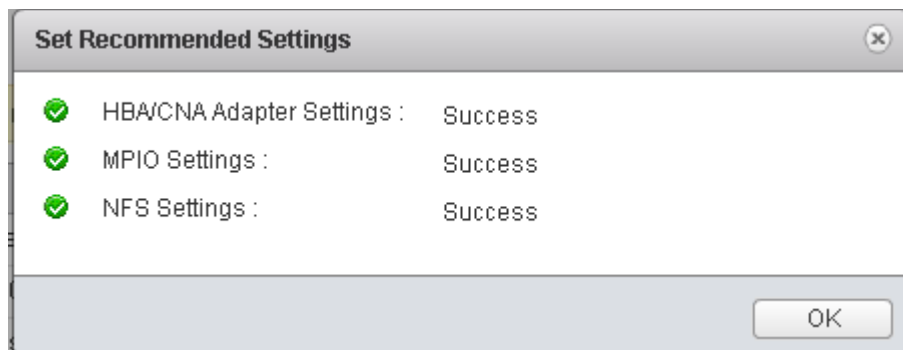 Set Recommended Settings
HBA/CNA Adapter Settings : Success
MPIO Settings : Success
NFS Settings : Success
OK